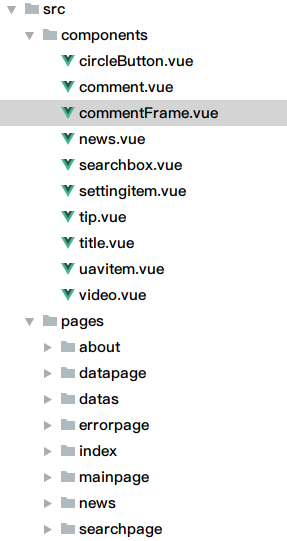 src
components
circleButton.vue
comment.vue
commentFrame.vue
news.vue
searchbox.vue
settingitem.vue
tip.vue
title.vue
uavitem.vue
video.vue
pages
about
datapage
datas
errorpage
index
mainpage
news
searchpage